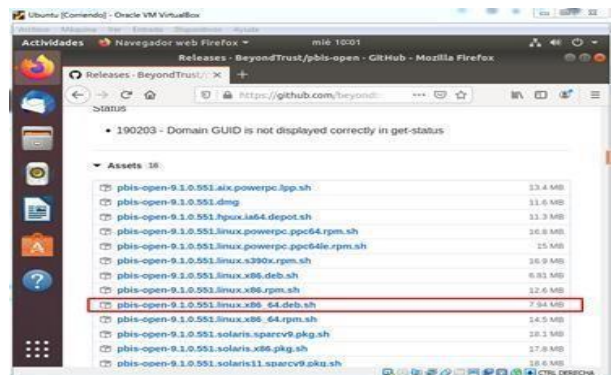 Ubuntu [Corriendo] - Oracle VM VirtualBox
Archivo Máquina Ver Entrada Dispositivos Ayuda
Actividades Navegador web Firefox mié 10:01
Releases · BeyondTrust/pbis-open · GitHub - Mozilla Firefox
Releases · BeyondTrust/
https://github.com/beyond
Status
190203 - Domain GUID is not displayed correctly in get-status
Assets 16
pbis-open-9.1.0.551.aix.powerpc.lpp.sh 13.4 MB
pbis-open-9.1.0.551.dmg 11.6 MB
pbis-open-9.1.0.551.hpux.ia64.depot.sh 11.3 MB
pbis-open-9.1.0.551.linux.powerpc.ppc64.rpm.sh 16.8 MB
pbis-open-9.1.0.551.linux.powerpc.ppc64le.rpm.sh 15 MB
pbis-open-9.1.0.551.linux.s390x.rpm.sh 16.9 MB
pbis-open-9.1.0.551.linux.x86.deb.sh 6.81 MB
pbis-open-9.1.0.551.linux.x86.rpm.sh 12.6 MB
pbis-open-9.1.0.551.linux.x86_64.deb.sh 7.94 MB
pbis-open-9.1.0.551.linux.x86_64.rpm.sh 14.5 MB
pbis-open-9.1.0.551.solaris.sparcv9.pkg.sh 18.1 MB
pbis-open-9.1.0.551.solaris.x86.pkg.sh 17.8 MB
pbis-open-9.1.0.551.solaris11.sparcv9.pkg.sh 18.6 MB
CTRL DERECHA